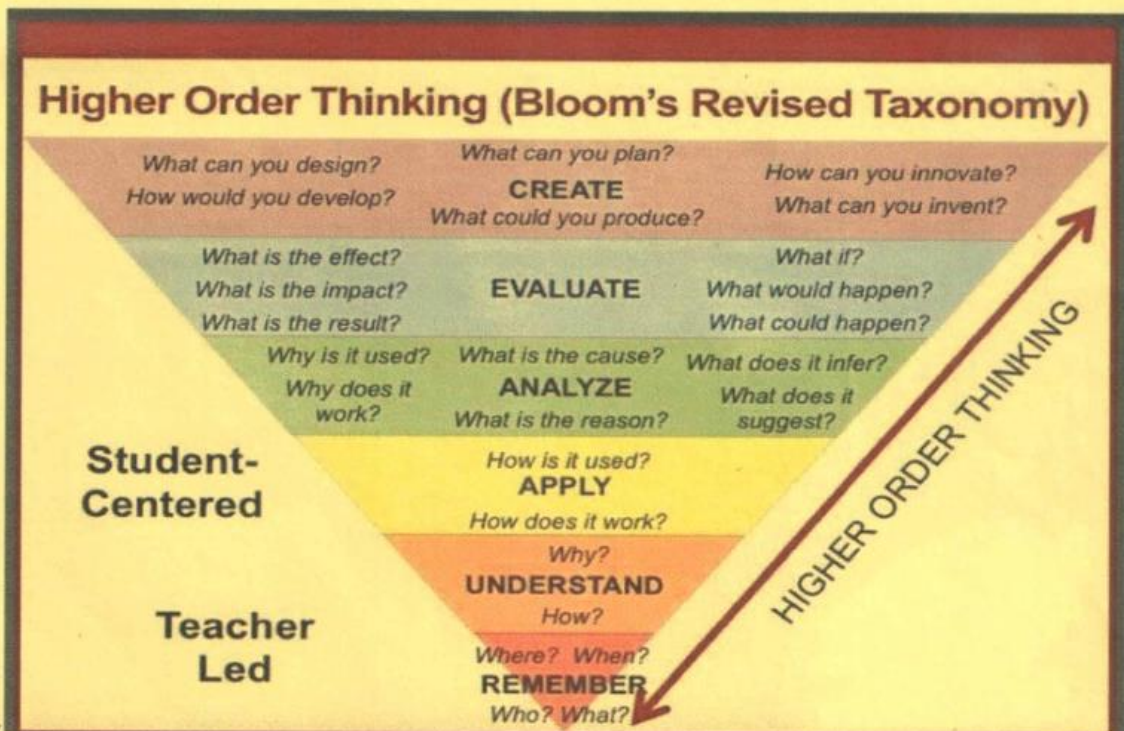 Higher Order Thinking (Bloom's Revised Taxonomy)
What can you design?
How would you develop?
What can you plan?
CREATE
What could you produce?
How can you innovate?
What can you invent?
What is the effect?
What is the impact?
What is the result?
EVALUATE
What if?
What would happen?
What could happen?
Why is it used?
Why does it
work?
What is the cause?
ANALYZE
What is the reason?
What does it infer?
What does it
suggest?
How is it used?
APPLY
How does it work?
Why?
UNDERSTAND
How?
Where? When?
REMEMBER
Who? What?
Student-
Centered
Teacher
Led
HIGHER ORDER THINKING